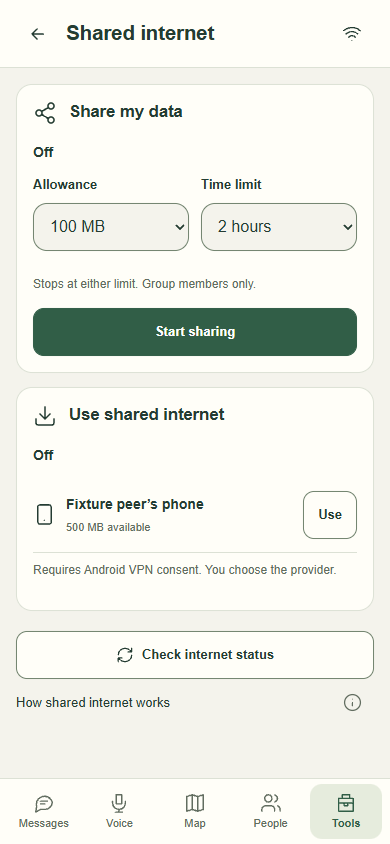 Shared internet
Share my data
Off
Allowance
Time limit
100 MB
2 hours
Stops at either limit. Group members only.
Start sharing
Use shared internet
Off
Fixture peer’s phone
500 MB available
Use
Requires Android VPN consent. You choose the provider.
Check internet status
How shared internet works
Messages
Voice
Map
People
Tools